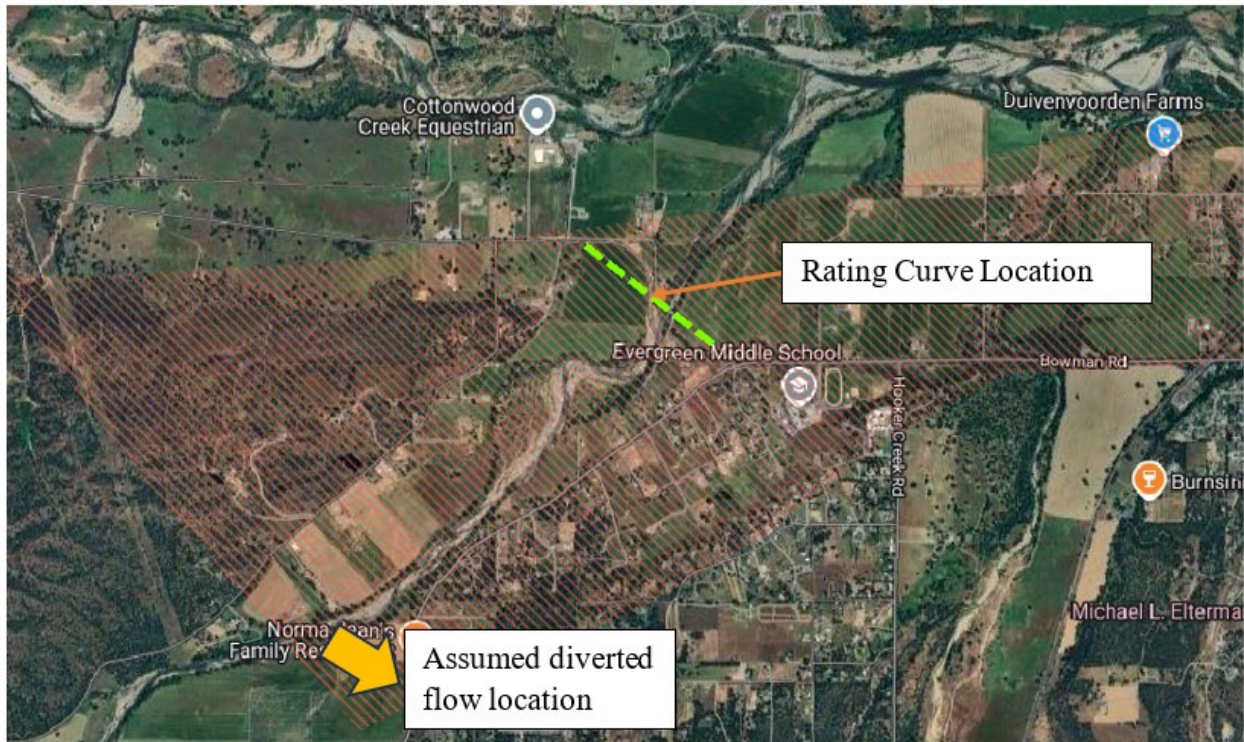 Cottonwood
Creek Equestrian
Duivenvoorden Farms
Rating Curve Location
Evergreen Middle School
Bowman Rd
Hooker Creek Rd
Burnsin
Michael L. Elterma
Norma Jean's
Family Re
Assumed diverted
flow location